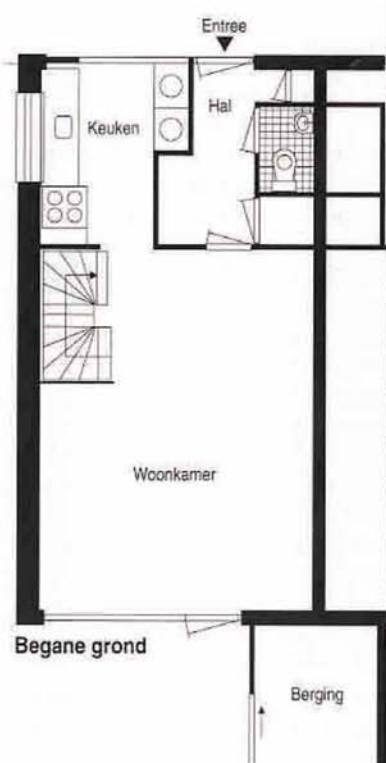 Entree
Hal
Keuken
Woonkamer
Begane grond
Berging